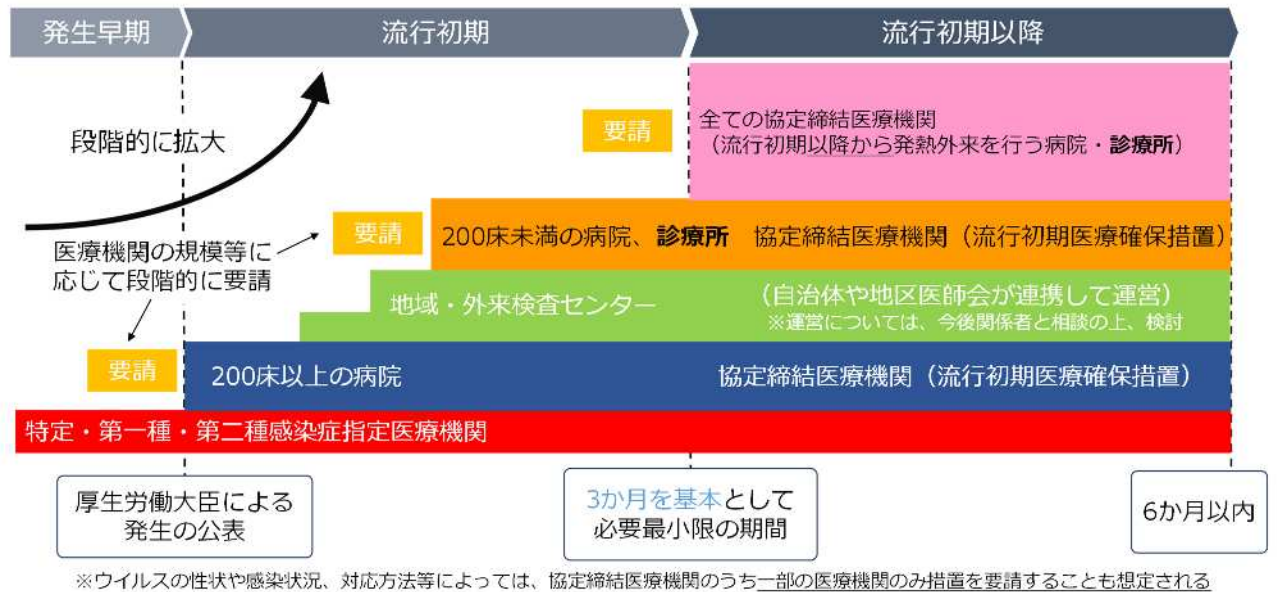 発生早期
流行初期
流行初期以降
段階的に拡大
要請
全ての協定締結医療機関
（流行初期以降から発熱外来を行う病院・診療所）
医療機関の規模等に
応じて段階的に要請
要請
200床未満の病院、診療所　協定締結医療機関（流行初期医療確保措置）
地域・外来検査センター
（自治体や地区医師会が連携して運営）
※運営については、今後関係者と相談の上、検討
要請
200床以上の病院
協定締結医療機関（流行初期医療確保措置）
特定・第一種・第二種感染症指定医療機関
厚生労働大臣による
発生の公表
3か月を基本として
必要最小限の期間
6か月以内
※ウイルスの性状や感染状況、対応方法等によっては、協定締結医療機関のうち一部の医療機関のみ措置を要請することも想定される